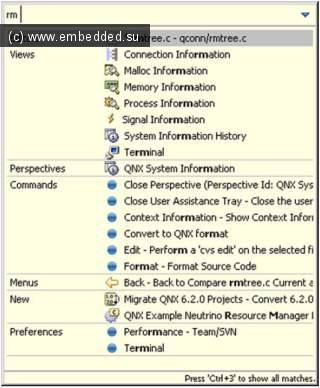 rm
(c) www.embedded.su
rmtree.c - qconn/rmtree.c
Views
Connection Information
Malloc Information
Memory Information
Process Information
Signal Information
System Information History
Terminal
Perspectives
QNX System Information
Commands
Close Perspective (Perspective Id: QNX Sys
Close User Assistance Tray - Close the user
Context Information - Show Context Infor
Convert to QNX format
Edit - Perform a 'cvs edit' on the selected fi
Format - Format Source Code
Menus
Back - Back to Compare rmtree.c Current a
New
Migrate QNX 6.2.0 Projects - Convert 6.2.0
QNX Example Neutrino Resource Manager
Preferences
Performance - Team/SVN
Terminal
Press 'Ctrl+3' to show all matches.